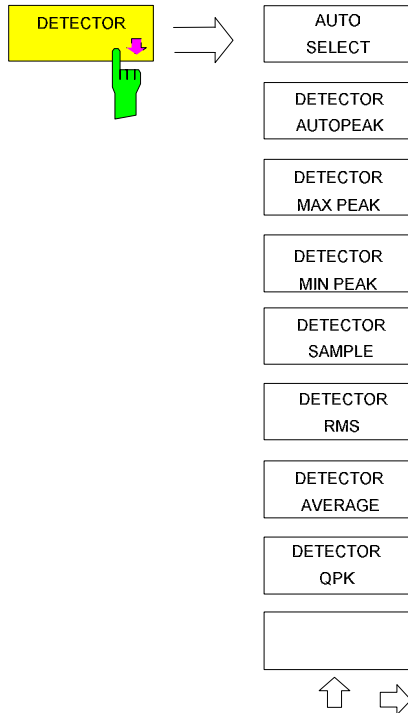 DETECTOR
AUTO
SELECT
DETECTOR
AUTOPEAK
DETECTOR
MAX PEAK
DETECTOR
MIN PEAK
DETECTOR
SAMPLE
DETECTOR
RMS
DETECTOR
AVERAGE
DETECTOR
QPK